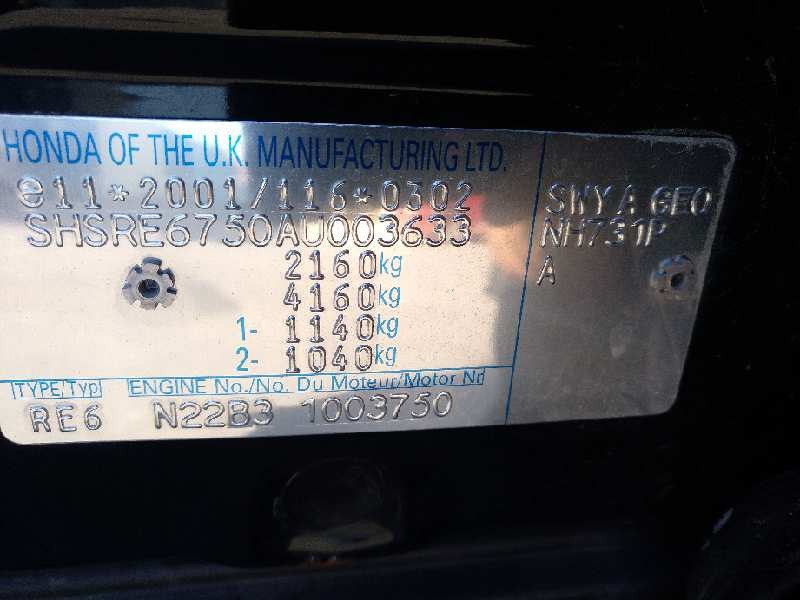 HONDA OF THE U.K. MANUFACTURING LTD.
e11*2001/116*0302
SHSRE6750AU003633
2160kg
4160kg
1- 1140kg
2- 1040kg
SWY A GEO
NH731P
A
TYPE/Typ ENGINE No./No. Du Moteur/Motor Nr
RE6 N22B3 1003750